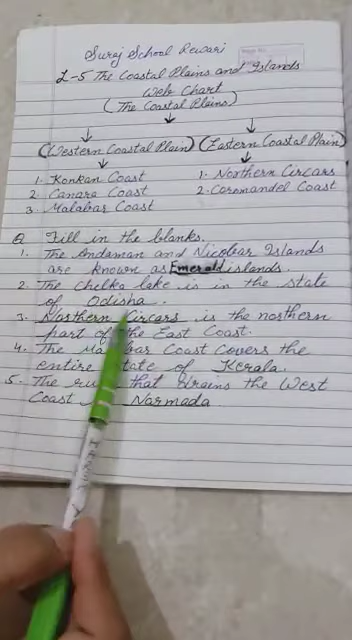 Suraj School Rewari
L-5 The Coastal Plains and Islands
Web Chart
(The Coastal Plains)
(Western Coastal Plain) (Eastern Coastal Plain)
1. Konkan Coast 1. Northern Circars
2. Canara Coast 2. Coromandel Coast
3. Malabar Coast
Q Fill in the blanks.
1. The Andaman and Nicobar Islands
are known as Emerald islands.
2. The Chelka lake is in the state
of Odisha.
3. Northern Circars is the northern
part of the East Coast.
4. The Malabar Coast covers the
entire state of Kerala.
5. The that drains the West
Coast Narmada